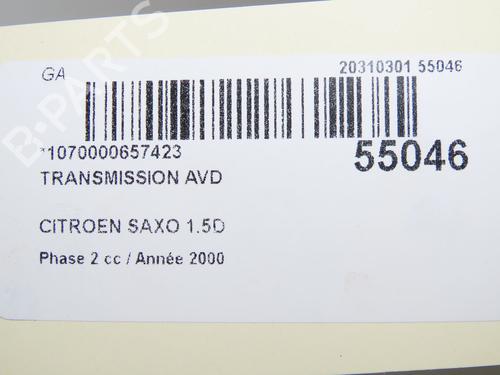 GA 20310301 55046
*1070000657423 55046
TRANSMISSION AVD
CITROEN SAXO 1.5D
Phase 2 cc / Année 2000
B-PARTS